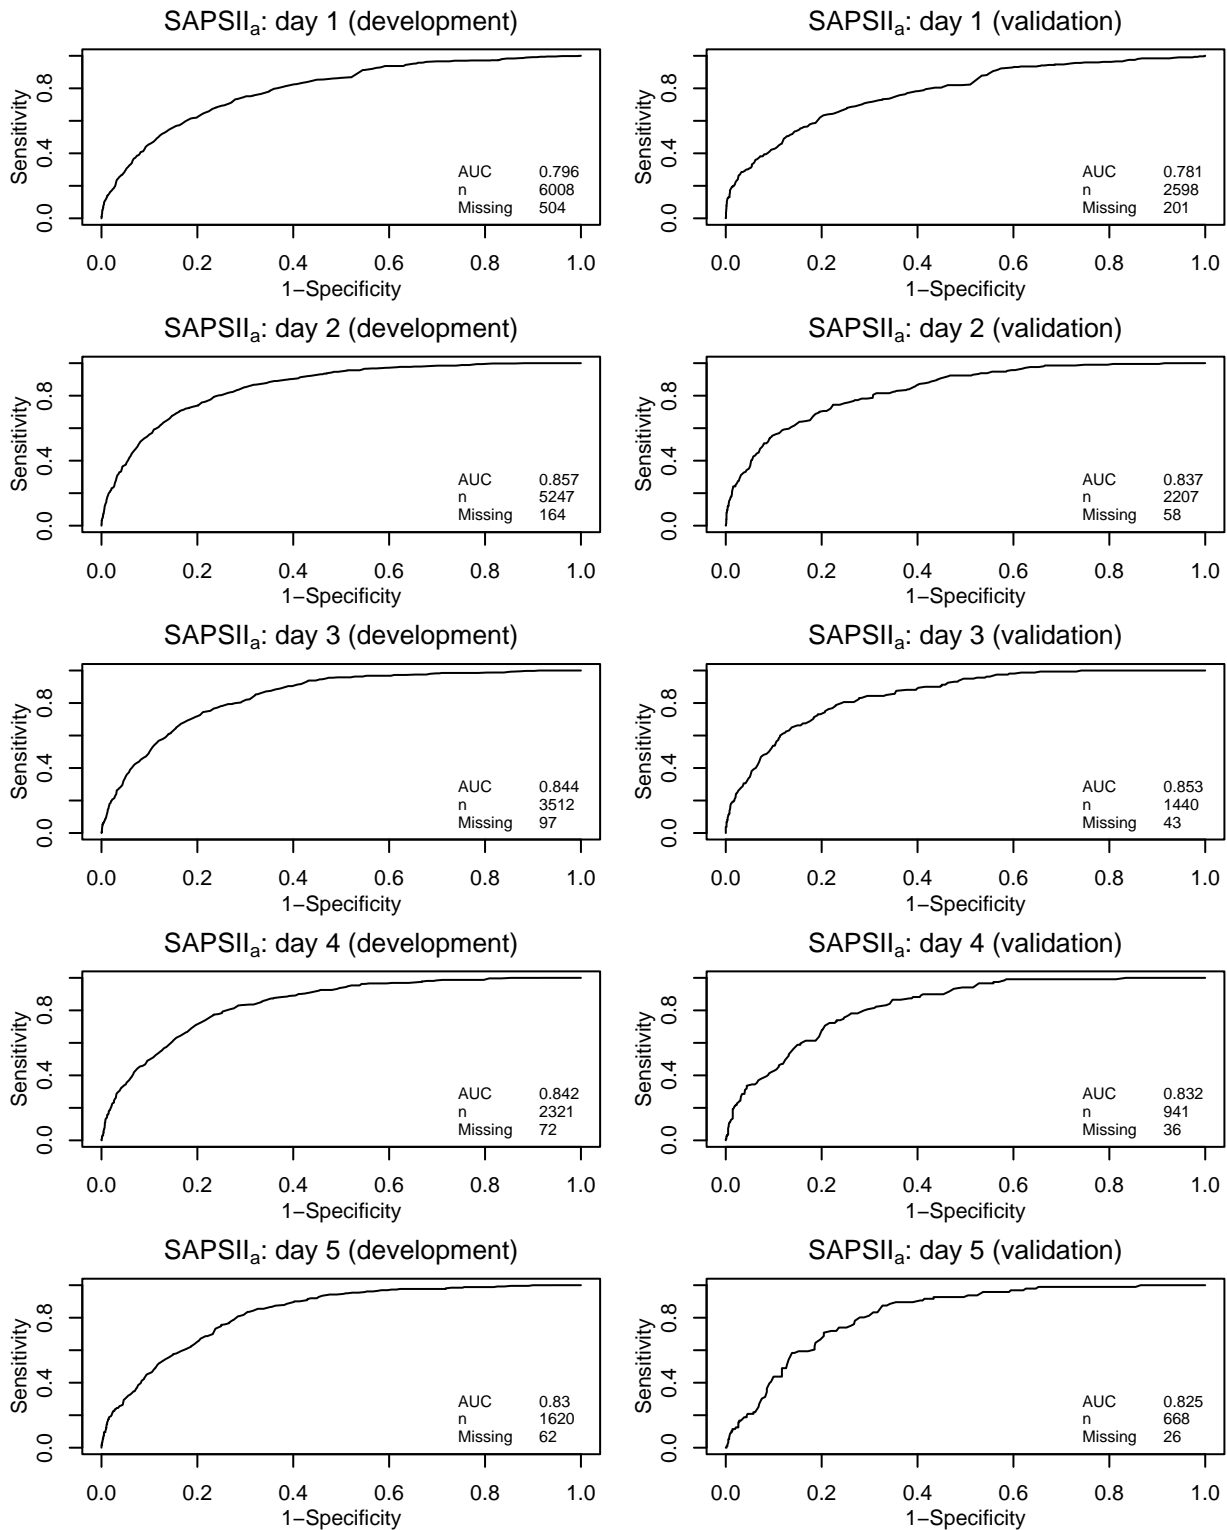 SAPSIIa: day 1 (development)
Sensitivity
0.0 0.4 0.8
AUC 0.796
n 6008
Missing 504
0.0 0.2 0.4 0.6 0.8 1.0
1−Specificity
SAPSIIa: day 1 (validation)
Sensitivity
0.0 0.4 0.8
AUC 0.781
n 2598
Missing 201
0.0 0.2 0.4 0.6 0.8 1.0
1−Specificity
SAPSIIa: day 2 (development)
Sensitivity
0.0 0.4 0.8
AUC 0.857
n 5247
Missing 164
0.0 0.2 0.4 0.6 0.8 1.0
1−Specificity
SAPSIIa: day 2 (validation)
Sensitivity
0.0 0.4 0.8
AUC 0.837
n 2207
Missing 58
0.0 0.2 0.4 0.6 0.8 1.0
1−Specificity
SAPSIIa: day 3 (development)
Sensitivity
0.0 0.4 0.8
AUC 0.844
n 3512
Missing 97
0.0 0.2 0.4 0.6 0.8 1.0
1−Specificity
SAPSIIa: day 3 (validation)
Sensitivity
0.0 0.4 0.8
AUC 0.853
n 1440
Missing 43
0.0 0.2 0.4 0.6 0.8 1.0
1−Specificity
SAPSIIa: day 4 (development)
Sensitivity
0.0 0.4 0.8
AUC 0.842
n 2321
Missing 72
0.0 0.2 0.4 0.6 0.8 1.0
1−Specificity
SAPSIIa: day 4 (validation)
Sensitivity
0.0 0.4 0.8
AUC 0.832
n 941
Missing 36
0.0 0.2 0.4 0.6 0.8 1.0
1−Specificity
SAPSIIa: day 5 (development)
Sensitivity
0.0 0.4 0.8
AUC 0.83
n 1620
Missing 62
0.0 0.2 0.4 0.6 0.8 1.0
1−Specificity
SAPSIIa: day 5 (validation)
Sensitivity
0.0 0.4 0.8
AUC 0.825
n 668
Missing 26
0.0 0.2 0.4 0.6 0.8 1.0
1−Specificity